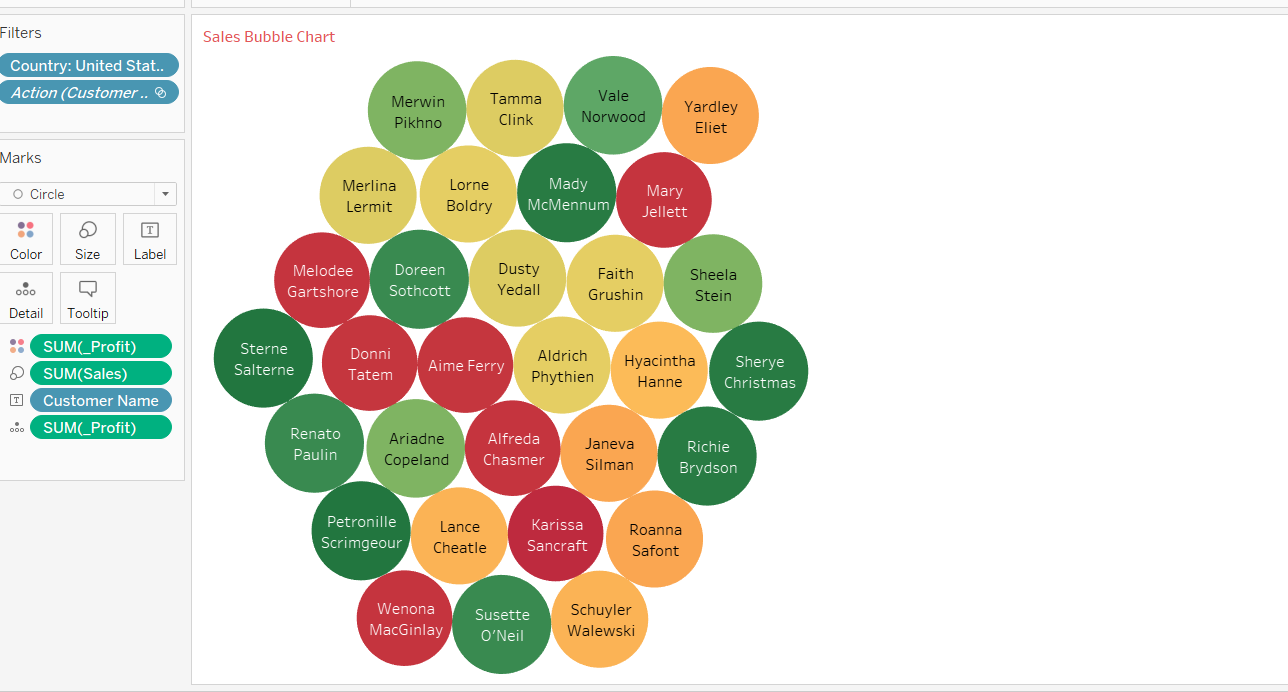 Filters
Country: United Stat..
Action (Customer ..
Marks
Circle
Color
Size
Label
Detail
Tooltip
SUM(_Profit)
SUM(Sales)
Customer Name
SUM(_Profit)
Sales Bubble Chart
Merwin
Pikhno
Tamma
Clink
Vale
Norwood
Yardley
Eliet
Merlina
Lermit
Lorne
Boldry
Mady
McMennum
Mary
Jellett
Melodee
Gartshore
Doreen
Sothcott
Dusty
Yedall
Faith
Grushin
Sheela
Stein
Sterne
Salterne
Donni
Tatem
Aime Ferry
Aldrich
Phythien
Hyacintha
Hanne
Sherye
Christmas
Renato
Paulin
Ariadne
Copeland
Alfreda
Chasmer
Janeva
Silman
Richie
Brydson
Petronille
Scrimgeour
Lance
Cheatle
Karissa
Sancraft
Roanna
Safont
Wenona
MacGinlay
Susette
O'Neil
Schuyler
Walewski